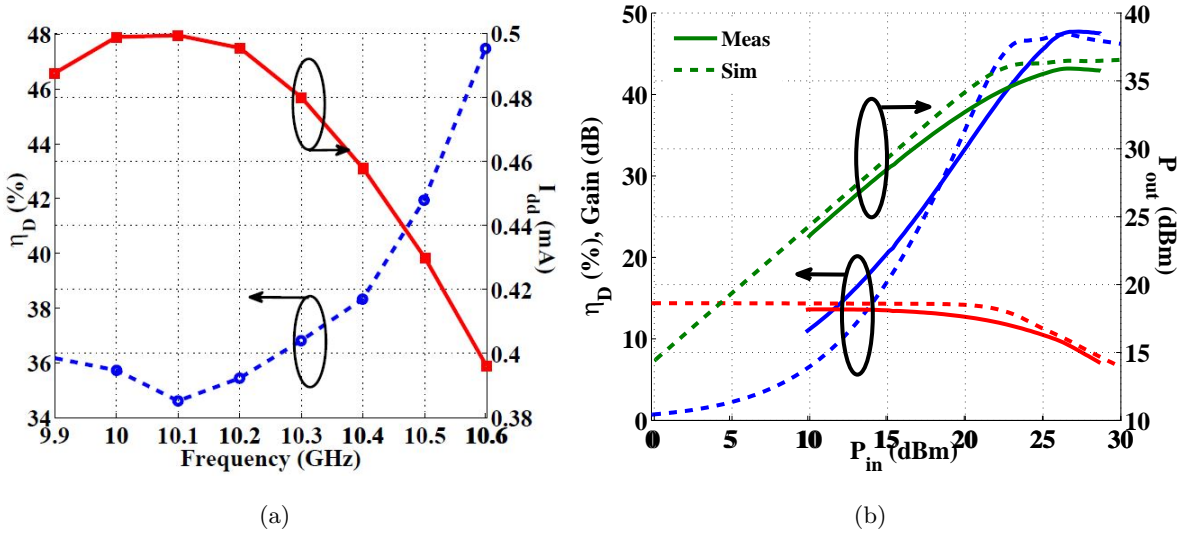 48
46
44
42
40
38
36
34
η_D (%)
0.5
0.48
0.46
0.44
0.42
0.4
0.38
I_dd (mA)
9.9 10 10.1 10.2 10.3 10.4 10.5 10.6
Frequency (GHz)
(a)
50
40
30
20
10
0
η_D (%), Gain (dB)
Meas
Sim
40
35
30
25
20
15
10
P_out (dBm)
0 5 10 15 20 25 30
P_in (dBm)
(b)